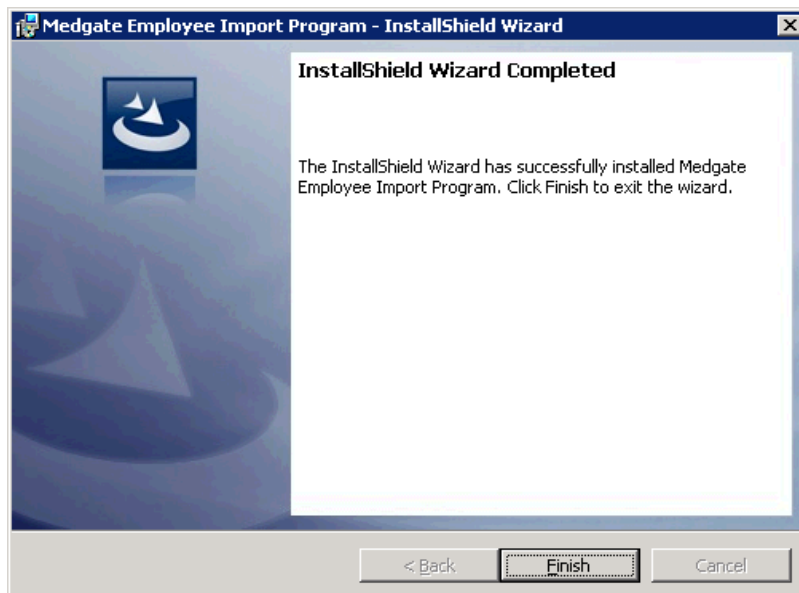 Medgate Employee Import Program - InstallShield Wizard
InstallShield Wizard Completed
The InstallShield Wizard has successfully installed Medgate
Employee Import Program. Click Finish to exit the wizard.
< Back
Finish
Cancel